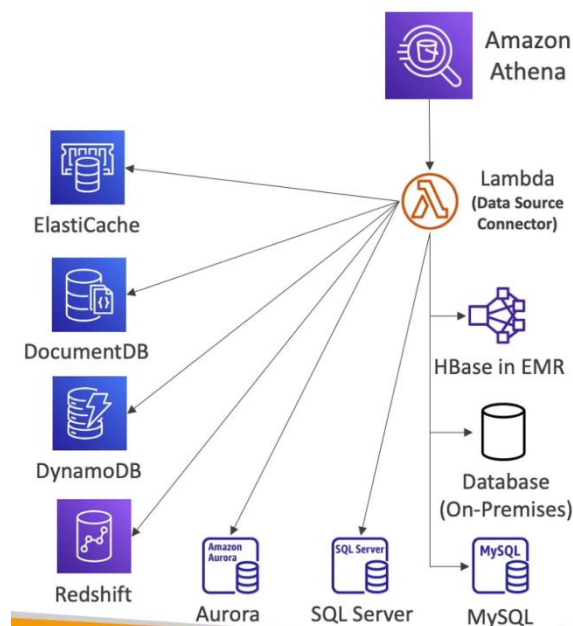 Amazon
Athena
Lambda
(Data Source
Connector)
ElastiCache
DocumentDB
DynamoDB
Redshift
Amazon
Aurora
Aurora
SQL Server
SQL Server
HBase in EMR
Database
(On-Premises)
MySQL
MySQL